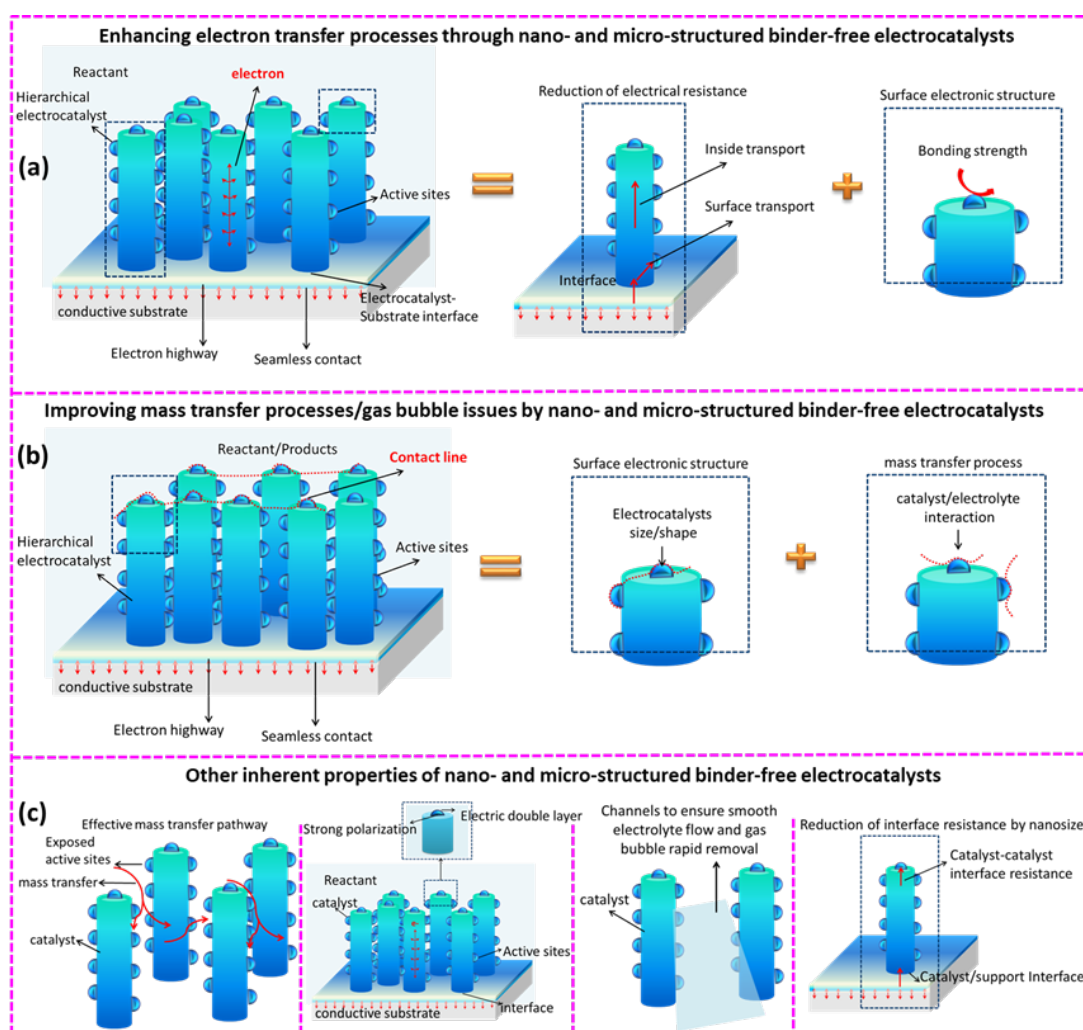 Enhancing electron transfer processes through nano- and micro-structured binder-free electrocatalysts
(a)
Reactant
electron
Hierarchical
electrocatalyst
Active sites
Electrocatalyst-
Substrate interface
conductive substrate
Electron highway
Seamless contact
Reduction of electrical resistance
Inside transport
Surface transport
Interface
Surface electronic structure
Bonding strength
Improving mass transfer processes/gas bubble issues by nano- and micro-structured binder-free electrocatalysts
(b)
Reactant/Products
Contact line
Hierarchical
electrocatalyst
Active sites
conductive substrate
Electron highway
Seamless contact
Surface electronic structure
Electrocatalysts
size/shape
mass transfer process
catalyst/electrolyte
interaction
Other inherent properties of nano- and micro-structured binder-free electrocatalysts
(c)
Effective mass transfer pathway
Exposed
active sites
mass transfer
catalyst
Strong polarization
Electric double layer
Reactant
catalyst
Active sites
interface
conductive substrate
Channels to ensure smooth
electrolyte flow and gas
bubble rapid removal
catalyst
Reduction of interface resistance by nanosize
Catalyst-catalyst
interface resistance
Catalyst/support Interface